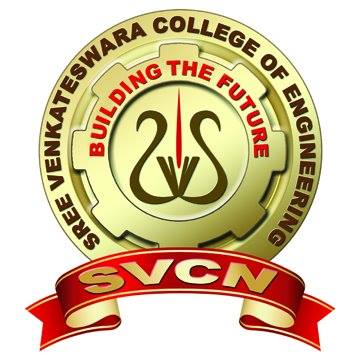 SREE VENKATESWARA COLLEGE OF ENGINEERING
BUILDING THE FUTURE
SVCN